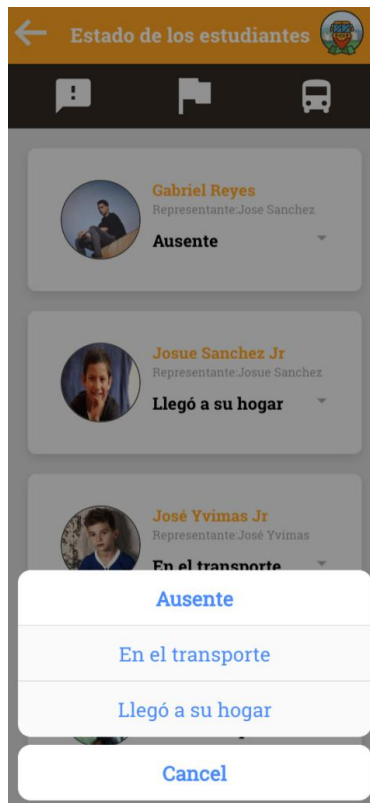 Estado de los estudiantes
Gabriel Reyes
Representante:Jose Sanchez
Ausente
Josue Sanchez Jr
Representante:Josue Sanchez
Llegó a su hogar
José Yvimas Jr
Representante:José Yvimas
En el transporte
Ausente
En el transporte
Llegó a su hogar
Cancel